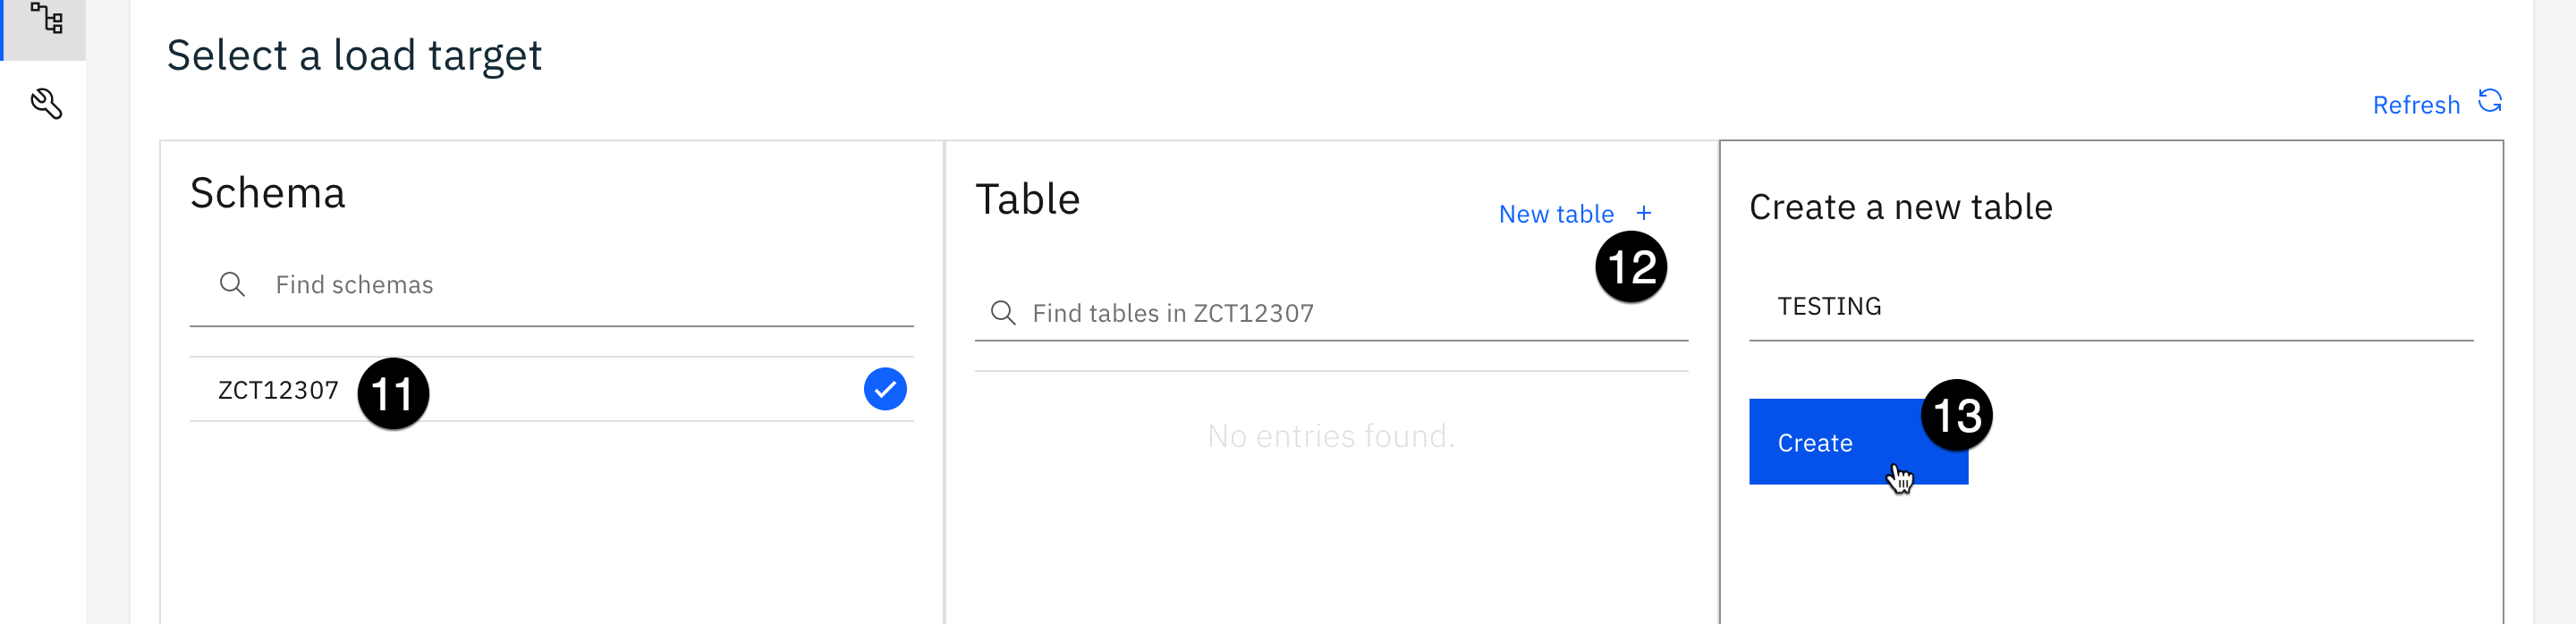 Select a load target
Refresh
Schema
Find schemas
ZCT12307
11
Table
New table +
12
Find tables in ZCT12307
No entries found.
Create a new table
TESTING
Create
13